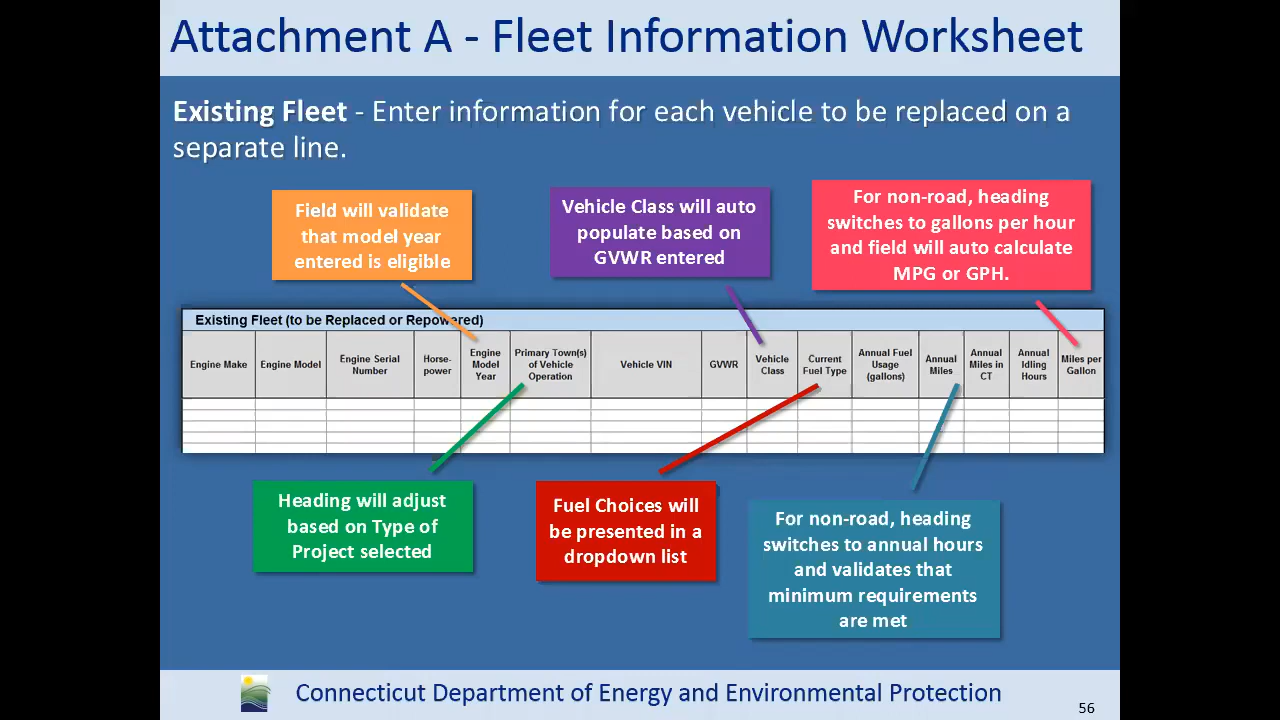 Attachment A - Fleet Information Worksheet
Existing Fleet - Enter information for each vehicle to be replaced on a
separate line.
Field will validate
that model year
entered is eligible
Vehicle Class will auto
populate based on
GVWR entered
For non-road, heading
switches to gallons per hour
and field will auto calculate
MPG or GPH.
Existing Fleet (to be Replaced or Repowered)
Engine Make
Engine Model
Engine Serial
Number
Horse-
power
Engine
Model
Year
Primary Town(s)
of Vehicle
Operation
Vehicle VIN
GVWR
Vehicle
Class
Current
Fuel Type
Annual Fuel
Usage
(gallons)
Annual
Miles
Annual
Miles in
CT
Annual
Idling
Hours
Miles per
Gallon
Heading will adjust
based on Type of
Project selected
Fuel Choices will
be presented in a
dropdown list
For non-road, heading
switches to annual hours
and validates that
minimum requirements
are met
Connecticut Department of Energy and Environmental Protection
56